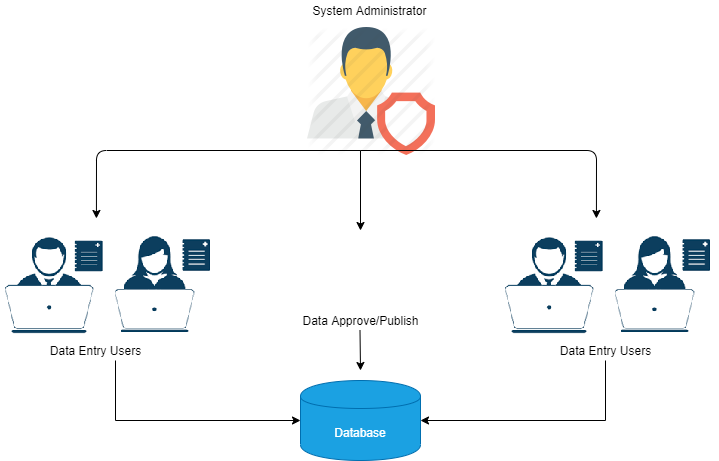 System Administrator
Data Approve/Publish
Data Entry Users
Data Entry Users
Database